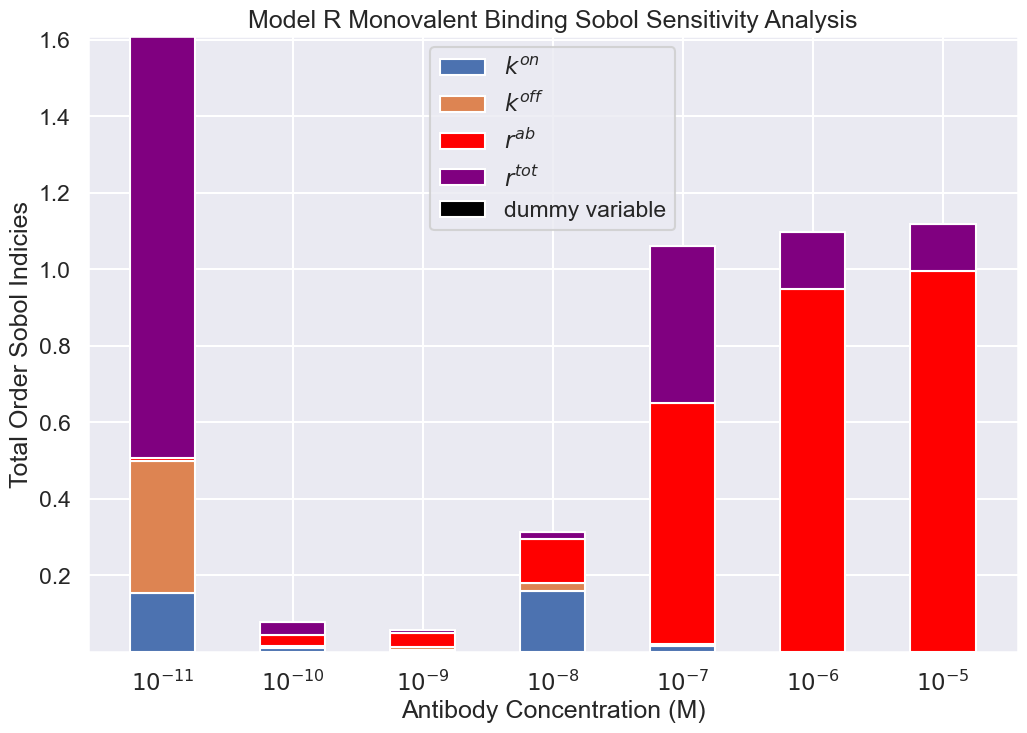 Model R Monovalent Binding Sobol Sensitivity Analysis
Total Order Sobol Indicies
1.6
1.4
1.2
1.0
0.8
0.6
0.4
0.2
k^{on}
k^{off}
r^{ab}
r^{tot}
dummy variable
10^{-11} 10^{-10} 10^{-9} 10^{-8} 10^{-7} 10^{-6} 10^{-5}
Antibody Concentration (M)